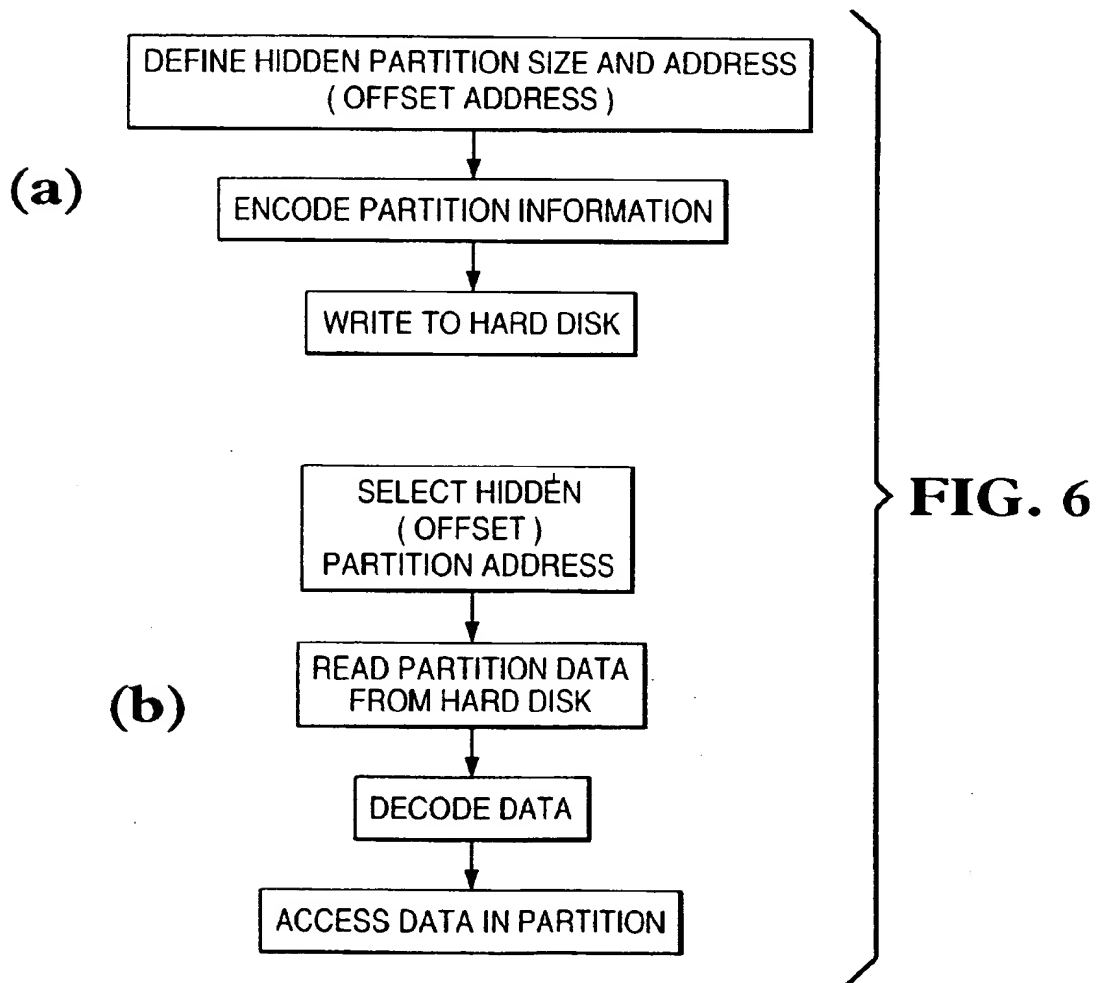 DEFINE HIDDEN PARTITION SIZE AND ADDRESS
( OFFSET ADDRESS )
(a)
ENCODE PARTITION INFORMATION
WRITE TO HARD DISK
SELECT HIDDEN
( OFFSET )
PARTITION ADDRESS
FIG. 6
READ PARTITION DATA
FROM HARD DISK
(b)
DECODE DATA
ACCESS DATA IN PARTITION